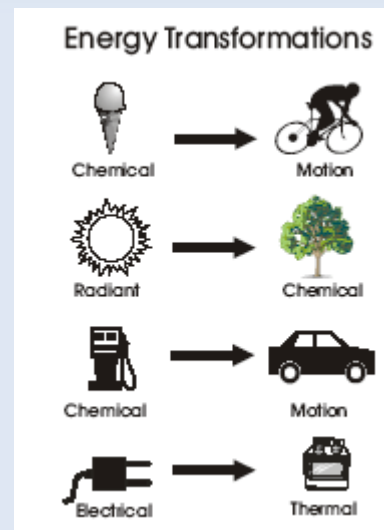 Energy Transformations
Chemical
Motion
Radiant
Chemical
Chemical
Motion
Electrical
Thermal